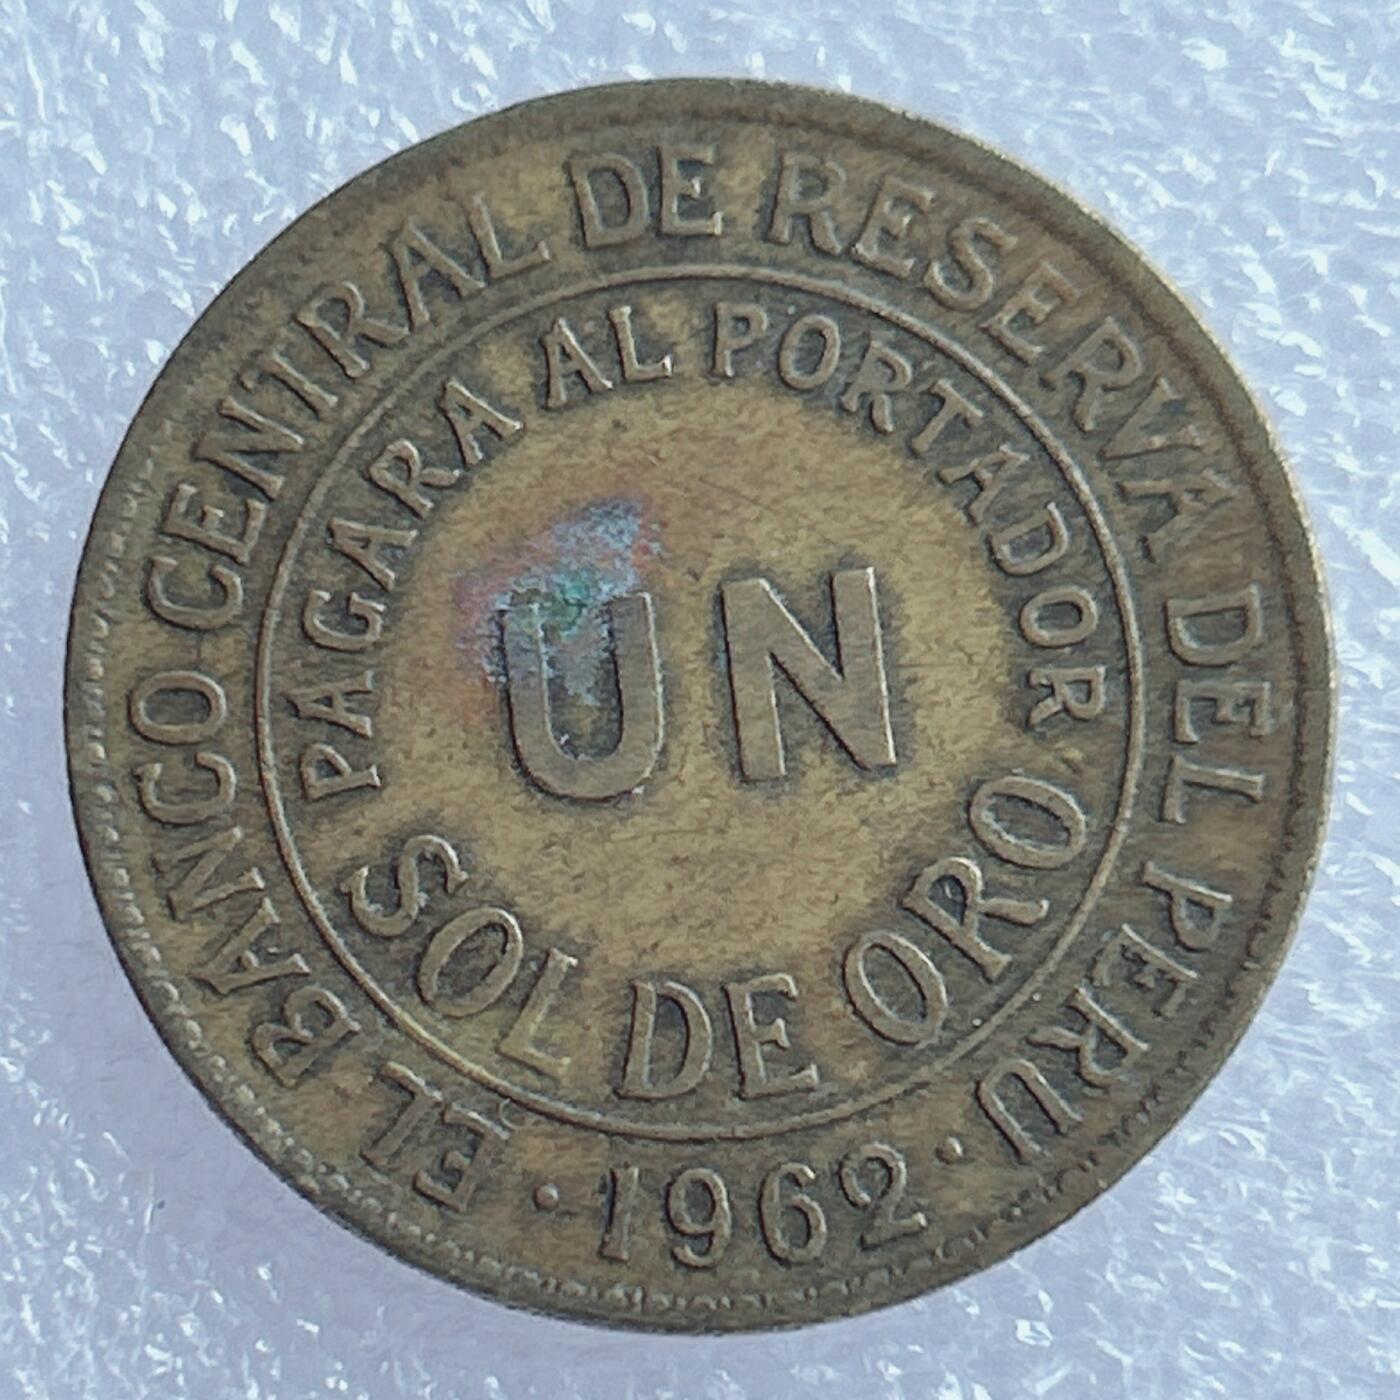 EL BANCO CENTRAL DE RESERVA DEL PERU
PAGARA AL PORTADOR
UN
SOL DE ORO
· 1962 ·